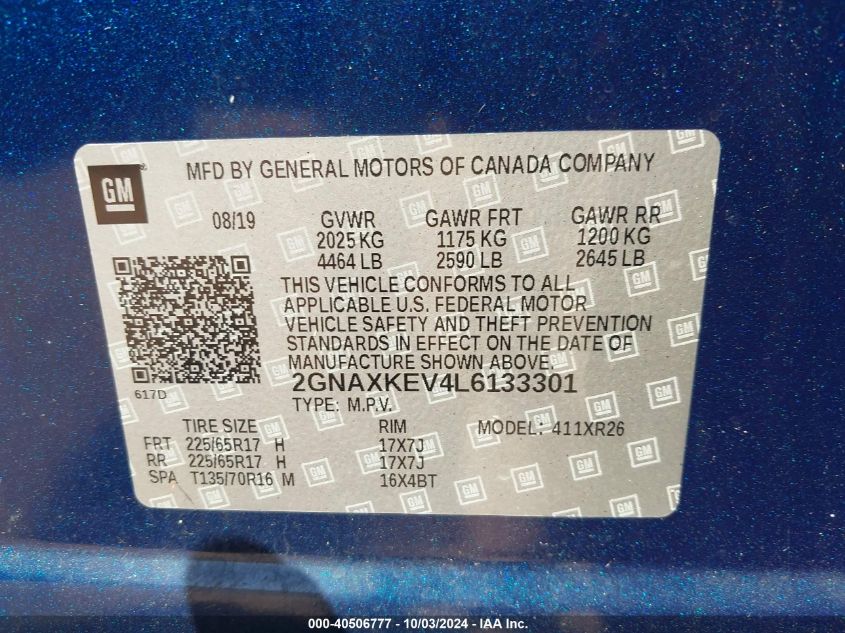 GM
MFD BY GENERAL MOTORS OF CANADA COMPANY
08/19 GVWR GAWR FRT GAWR RR
2025 KG 1175 KG 1200 KG
4464 LB 2590 LB 2645 LB
THIS VEHICLE CONFORMS TO ALL
APPLICABLE U.S. FEDERAL MOTOR
VEHICLE SAFETY AND THEFT PREVENTION
STANDARDS IN EFFECT ON THE DATE OF
MANUFACTURE SHOWN ABOVE.
617D
2GNAXKEV4L6133301
TYPE: M.P.V.
TIRE SIZE RIM MODEL: 411XR26
FRT 225/65R17 H 17X7J
RR 225/65R17 H 17X7J
SPA T135/70R16 M 16X4BT
000-40506777 - 10/03/2024 - IAA Inc.